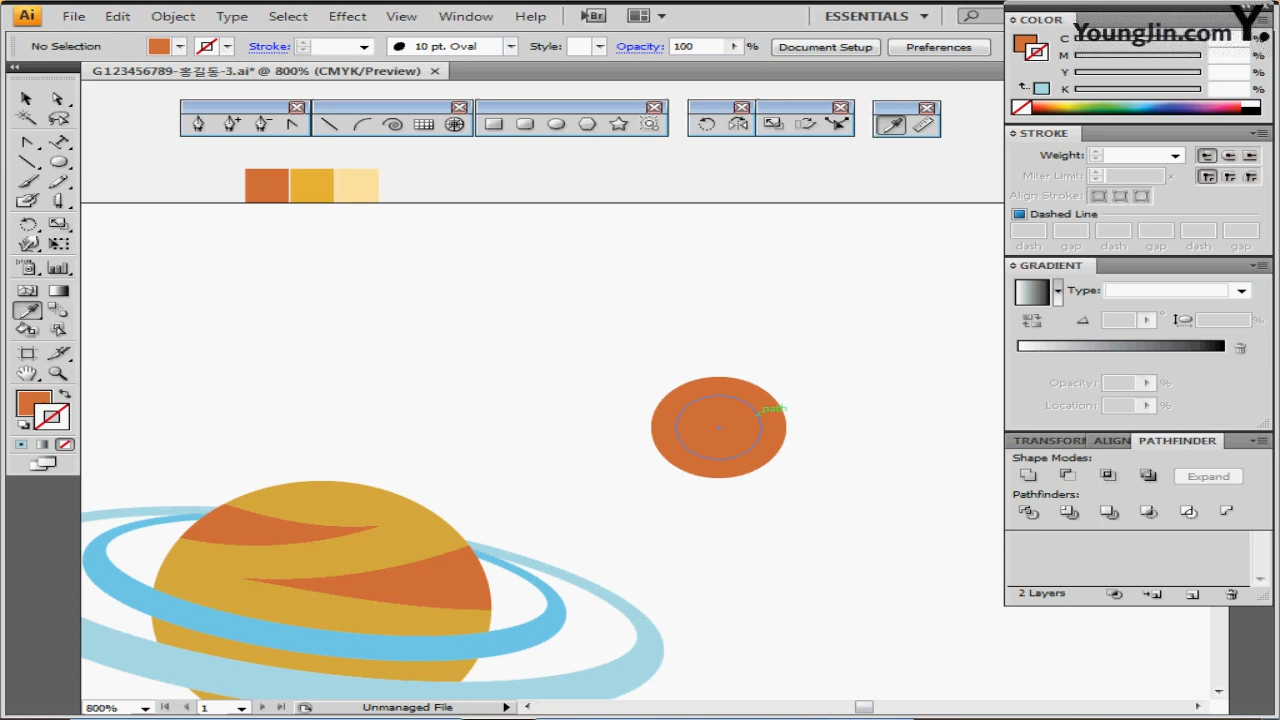 Ai File Edit Object Type Select Effect View Window Help Br ESSENTIALS
No Selection Stroke: 10 pt. Oval Style: Opacity: 100 % Document Setup Preferences
G123456789-홍길동-3.ai* @ 800% (CMYK/Preview)
path
800% 1 Unmanaged File
COLOR
YoungJin.com Y.
C %
M %
Y %
K %
STROKE
Weight:
Miter Limit: x
Align Stroke:
Dashed Line
dash gap dash gap dash gap
GRADIENT
Type:
%
Opacity: %
Location: %
TRANSFORM ALIGN PATHFINDER
Shape Modes:
Expand
Pathfinders:
2 Layers